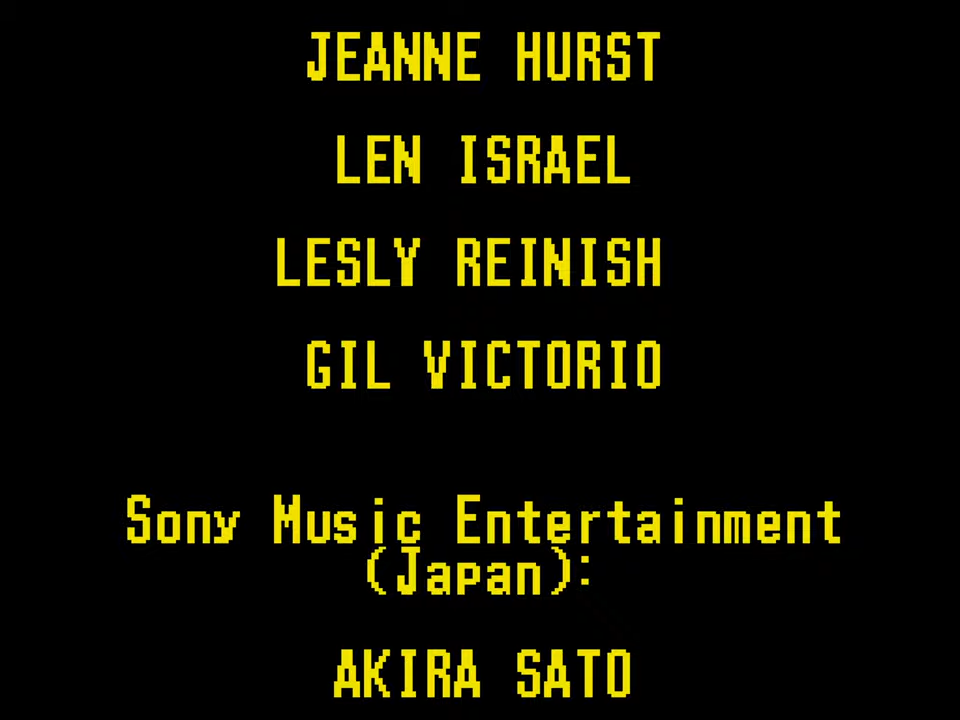 JEANNE HURST
LEN ISRAEL
LESLY REINISH
GIL VICTORIO
Sony Music Entertainment
(Japan):
AKIRA SATO